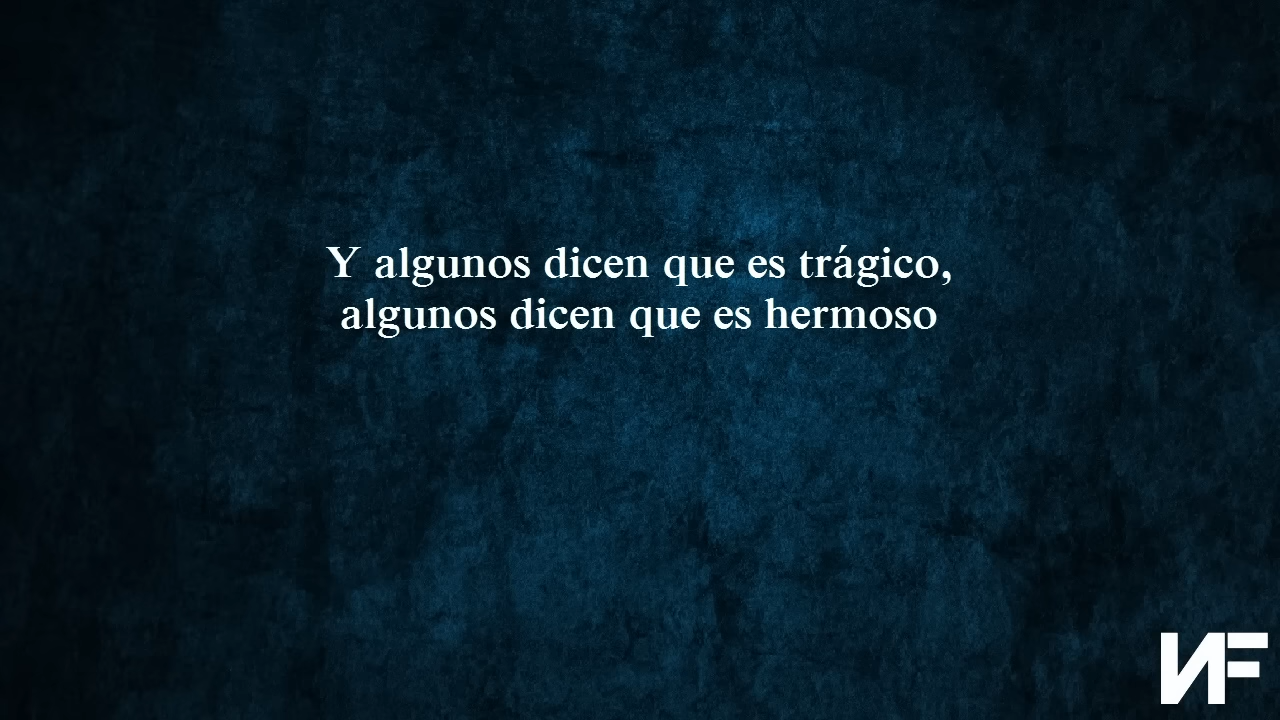 Y algunos dicen que es trágico,
algunos dicen que es hermoso
NF